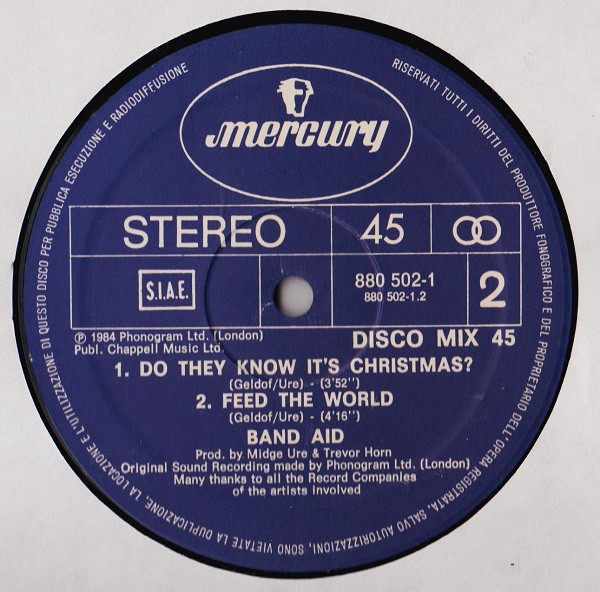 mercury
STEREO 45
S.I.A.E. 880 502-1
880 502-1.2
2
℗ 1984 Phonogram Ltd. (London)
Publ. Chappell Music Ltd.
DISCO MIX 45
1. DO THEY KNOW IT'S CHRISTMAS?
(Geldof/Ure) - (3'52'')
2. FEED THE WORLD
(Geldof/Ure) - (4'16'')
BAND AID
Prod. by Midge Ure & Trevor Horn
Original Sound Recording made by Phonogram Ltd. (London)
Many thanks to all the Record Companies
of the artists involved
RISERVATI TUTTI I DIRITTI DEL PRODUTTORE FONOGRAFICO E DEL PROPRIETARIO DELL'OPERA REGISTRATA. SALVO AUTORIZZAZIONI, SONO VIETATE LA DUPLICAZIONE, LA LOCAZIONE E L'UTILIZZAZIONE DI QUESTO DISCO PER PUBBLICA ESECUZIONE E RADIODIFFUSIONE